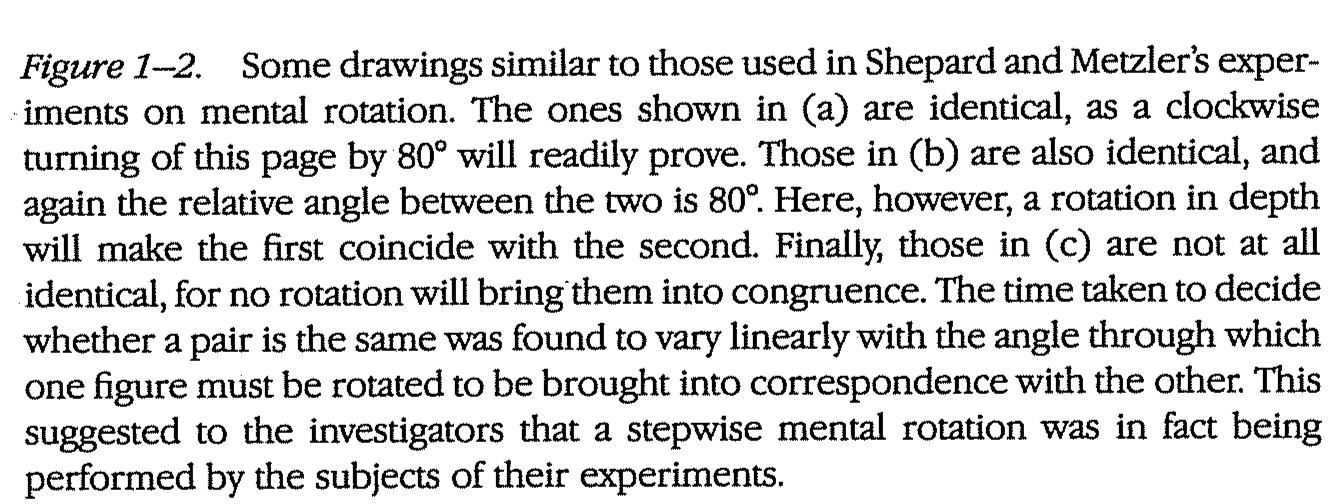 Figure 1–2. Some drawings similar to those used in Shepard and Metzler's exper-
iments on mental rotation. The ones shown in (a) are identical, as a clockwise
turning of this page by 80° will readily prove. Those in (b) are also identical, and
again the relative angle between the two is 80°. Here, however, a rotation in depth
will make the first coincide with the second. Finally, those in (c) are not at all
identical, for no rotation will bring them into congruence. The time taken to decide
whether a pair is the same was found to vary linearly with the angle through which
one figure must be rotated to be brought into correspondence with the other. This
suggested to the investigators that a stepwise mental rotation was in fact being
performed by the subjects of their experiments.